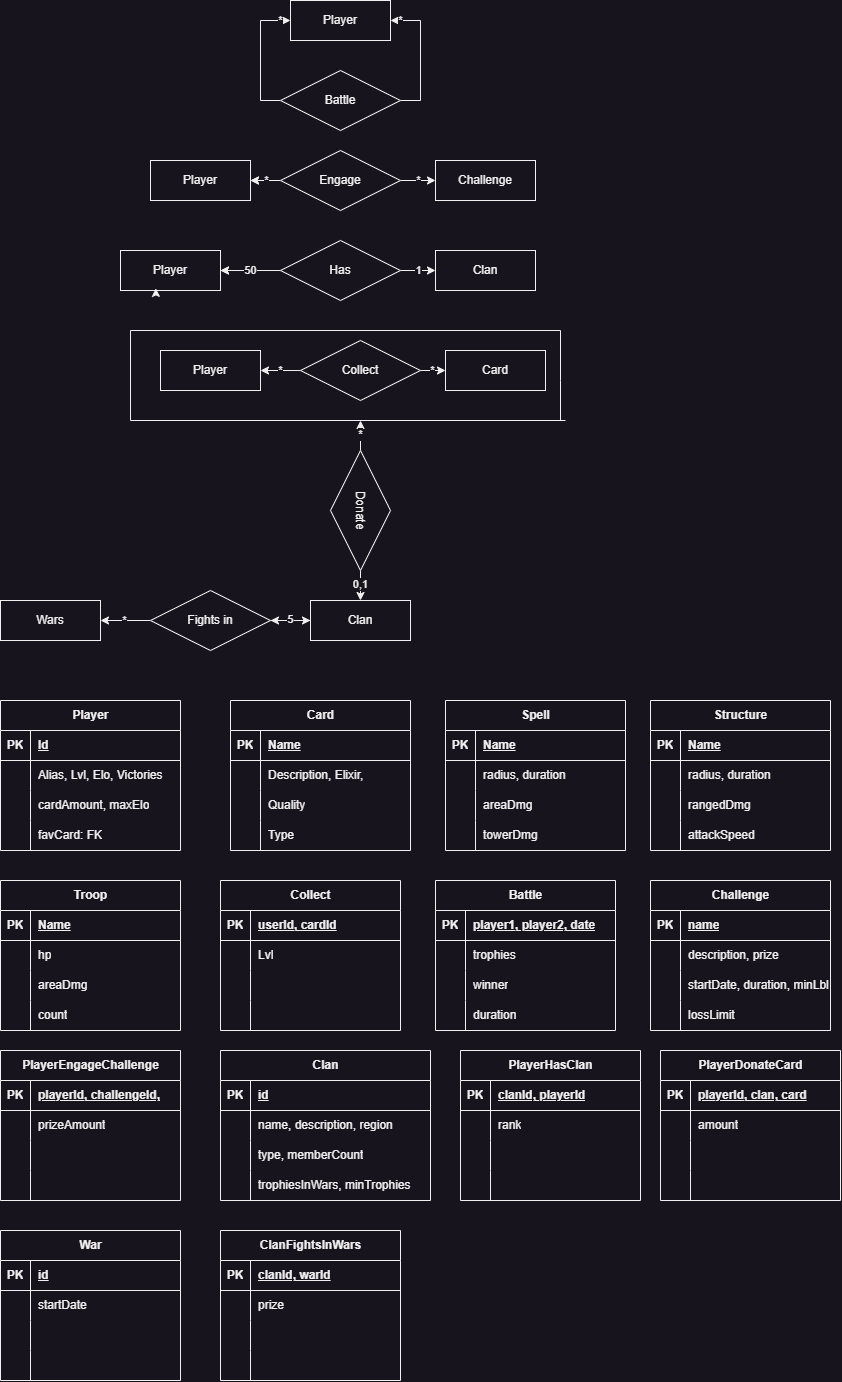 Player
* *
Battle
Player * Engage * Challenge
Player 50 Has 1 Clan
Player * Collect * Card
*
Donate
0,1
Wars * Fights in 5 Clan
Player
PK Id
Alias, Lvl, Elo, Victories
cardAmount, maxElo
favCard: FK
Card
PK Name
Description, Elixir,
Quality
Type
Spell
PK Name
radius, duration
areaDmg
towerDmg
Structure
PK Name
radius, duration
rangedDmg
attackSpeed
Troop
PK Name
hp
areaDmg
count
Collect
PK userId, cardId
Lvl
Battle
PK player1, player2, date
trophies
winner
duration
Challenge
PK name
description, prize
startDate, duration, minLbl
lossLimit
PlayerEngageChallenge
PK playerId, challengeId,
prizeAmount
Clan
PK id
name, description, region
type, memberCount
trophiesInWars, minTrophies
PlayerHasClan
PK clanId, playerId
rank
PlayerDonateCard
PK playerId, clan, card
amount
War
PK id
startDate
ClanFightsInWars
PK clanId, warId
prize